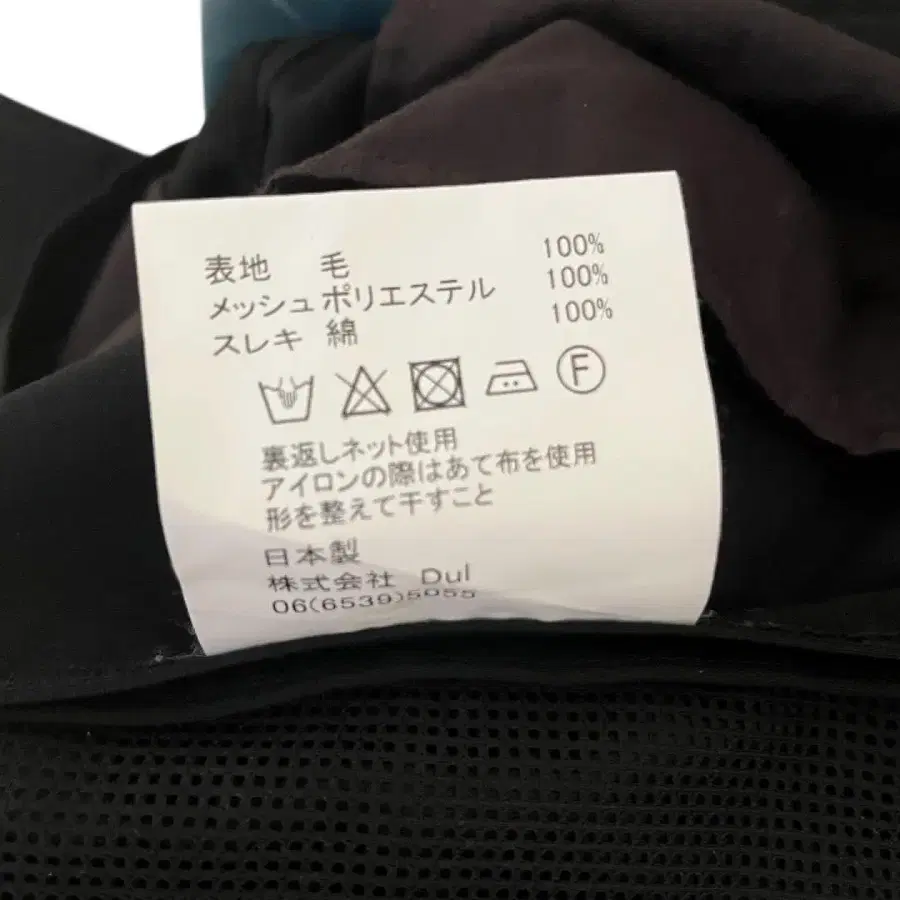 表地 毛 100%
メッシュ ポリエステル 100%
スレキ 綿 100%
F
裏返しネット使用
アイロンの際はあて布を使用
形を整えて干すこと
日本製
株式会社 Dul
06(6539)5955